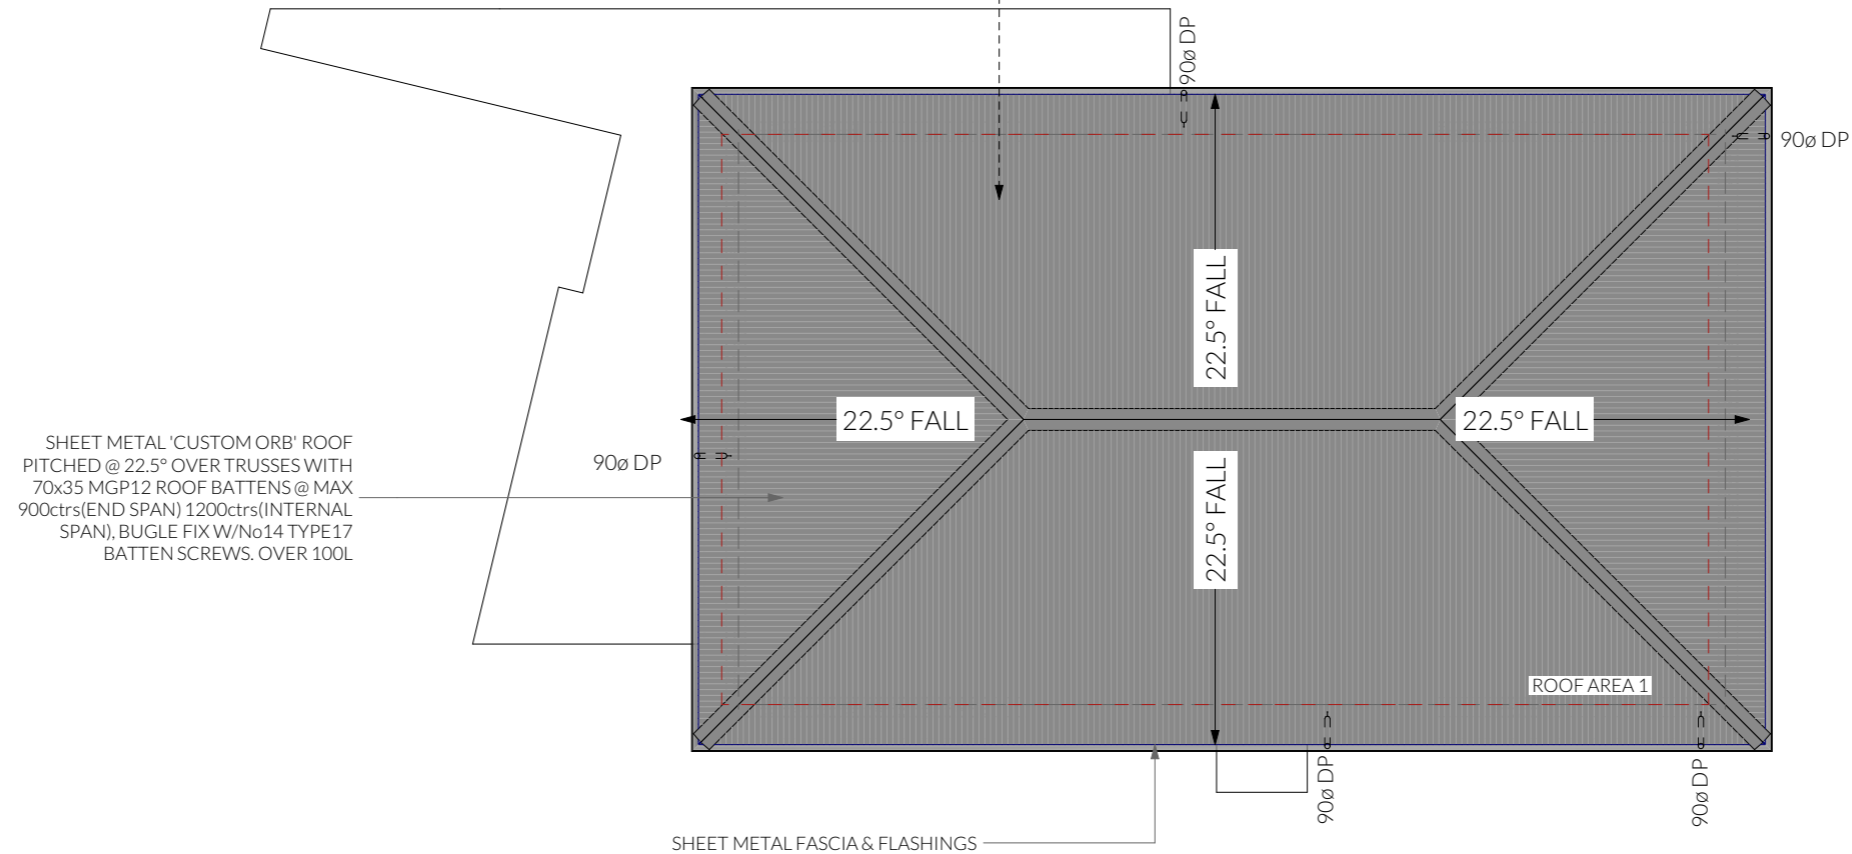 90ø DP
90ø DP
22.5° FALL
22.5° FALL
22.5° FALL
SHEET METAL 'CUSTOM ORB' ROOF
PITCHED @ 22.5° OVER TRUSSES WITH
70x35 MGP12 ROOF BATTENS @ MAX
900ctrs(END SPAN) 1200ctrs(INTERNAL
SPAN), BUGLE FIX W/No14 TYPE17
BATTEN SCREWS. OVER 100L
90ø DP
22.5° FALL
ROOF AREA 1
90ø DP
90ø DP
SHEET METAL FASCIA & FLASHINGS